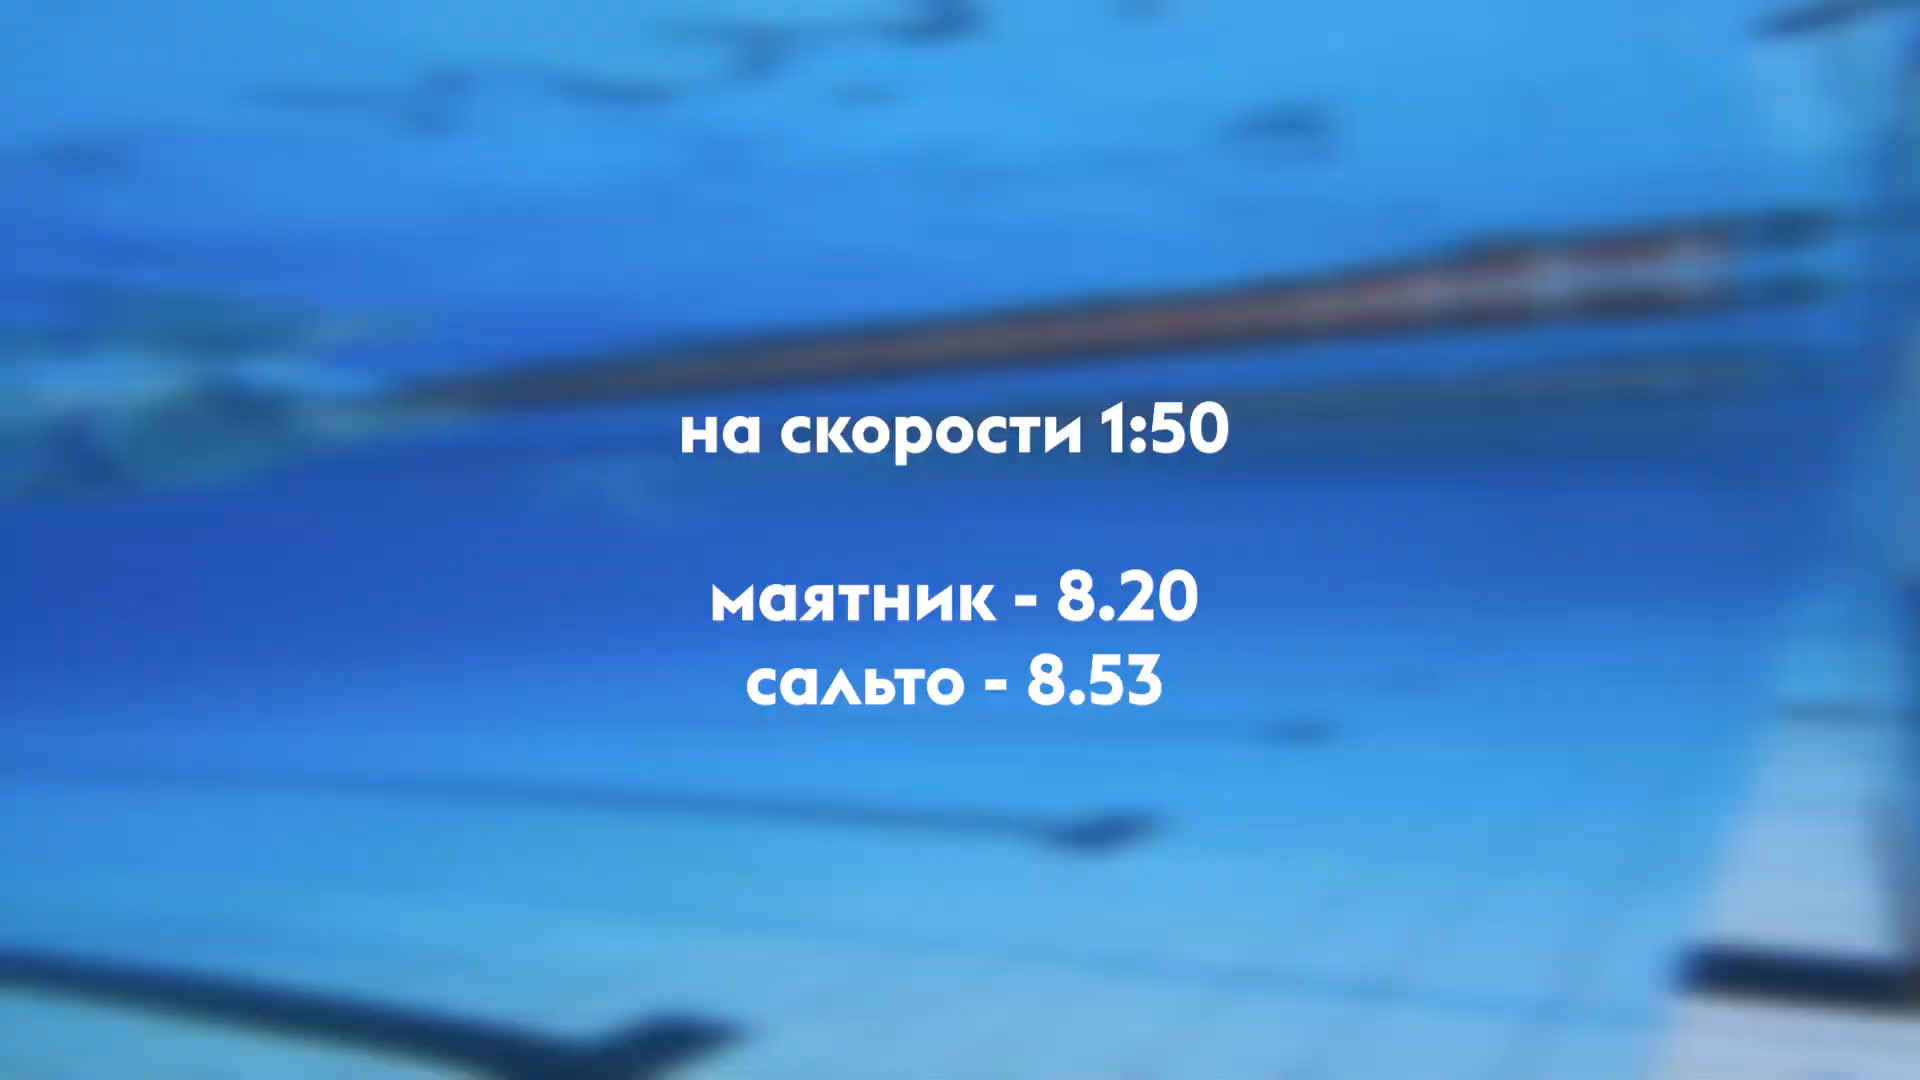 на скорости 1:50
маятник - 8.20
сальто - 8.53